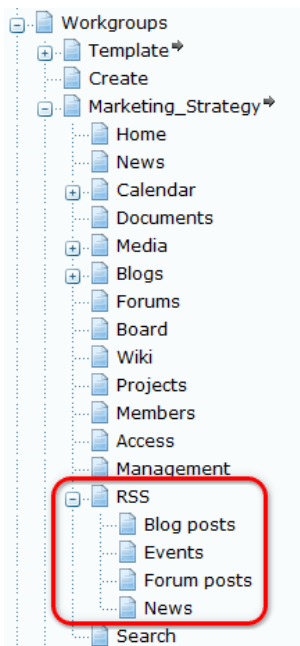 Workgroups
Template
Create
Marketing_Strategy
Home
News
Calendar
Documents
Media
Blogs
Forums
Board
Wiki
Projects
Members
Access
Management
RSS
Blog posts
Events
Forum posts
News
Search